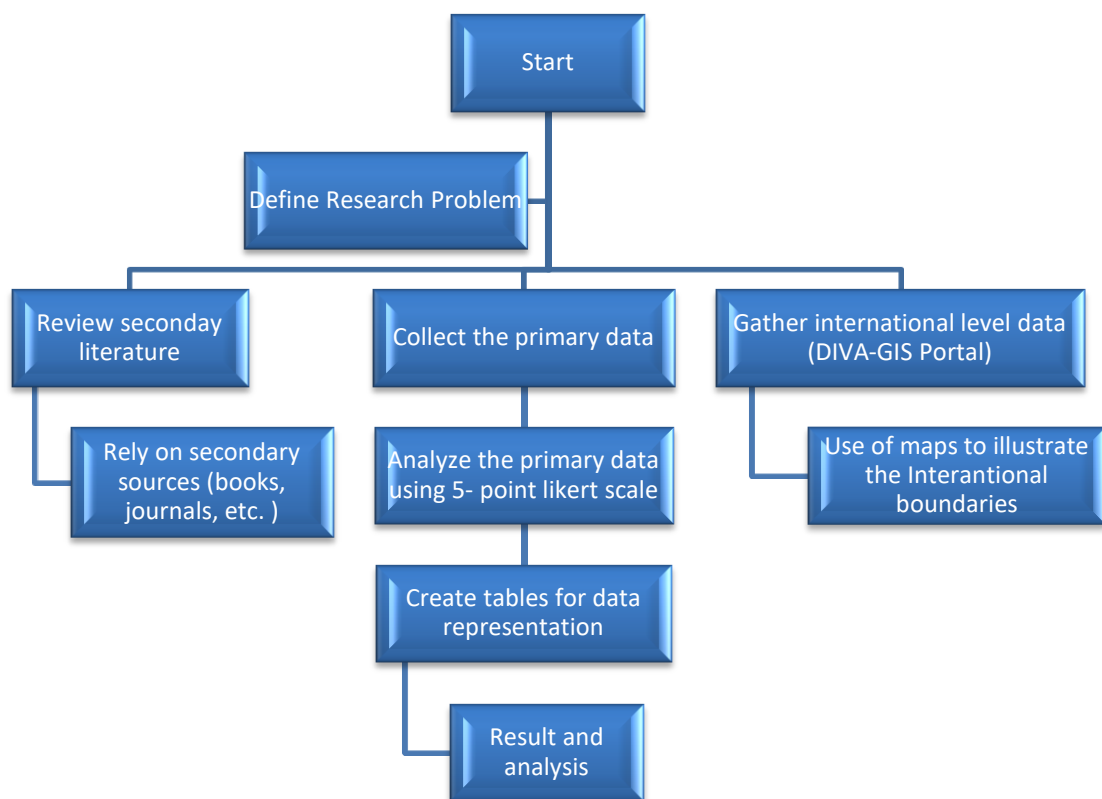 Start
Define Research Problem
Review seconday
literature
Collect the primary data
Gather international level data
(DIVA-GIS Portal)
Rely on secondary
sources (books,
journals, etc. )
Analyze the primary data
using 5- point likert scale
Use of maps to illustrate
the Interantional
boundaries
Create tables for data
representation
Result and
analysis